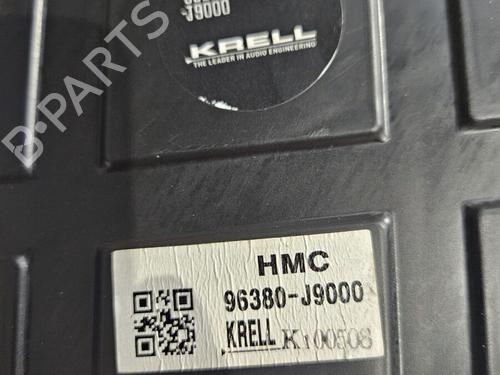 -J9000
KRELL
THE LEADER IN AUDIO ENGINEERING
B-PARTS
HMC
96380-J9000
KRELL K100508